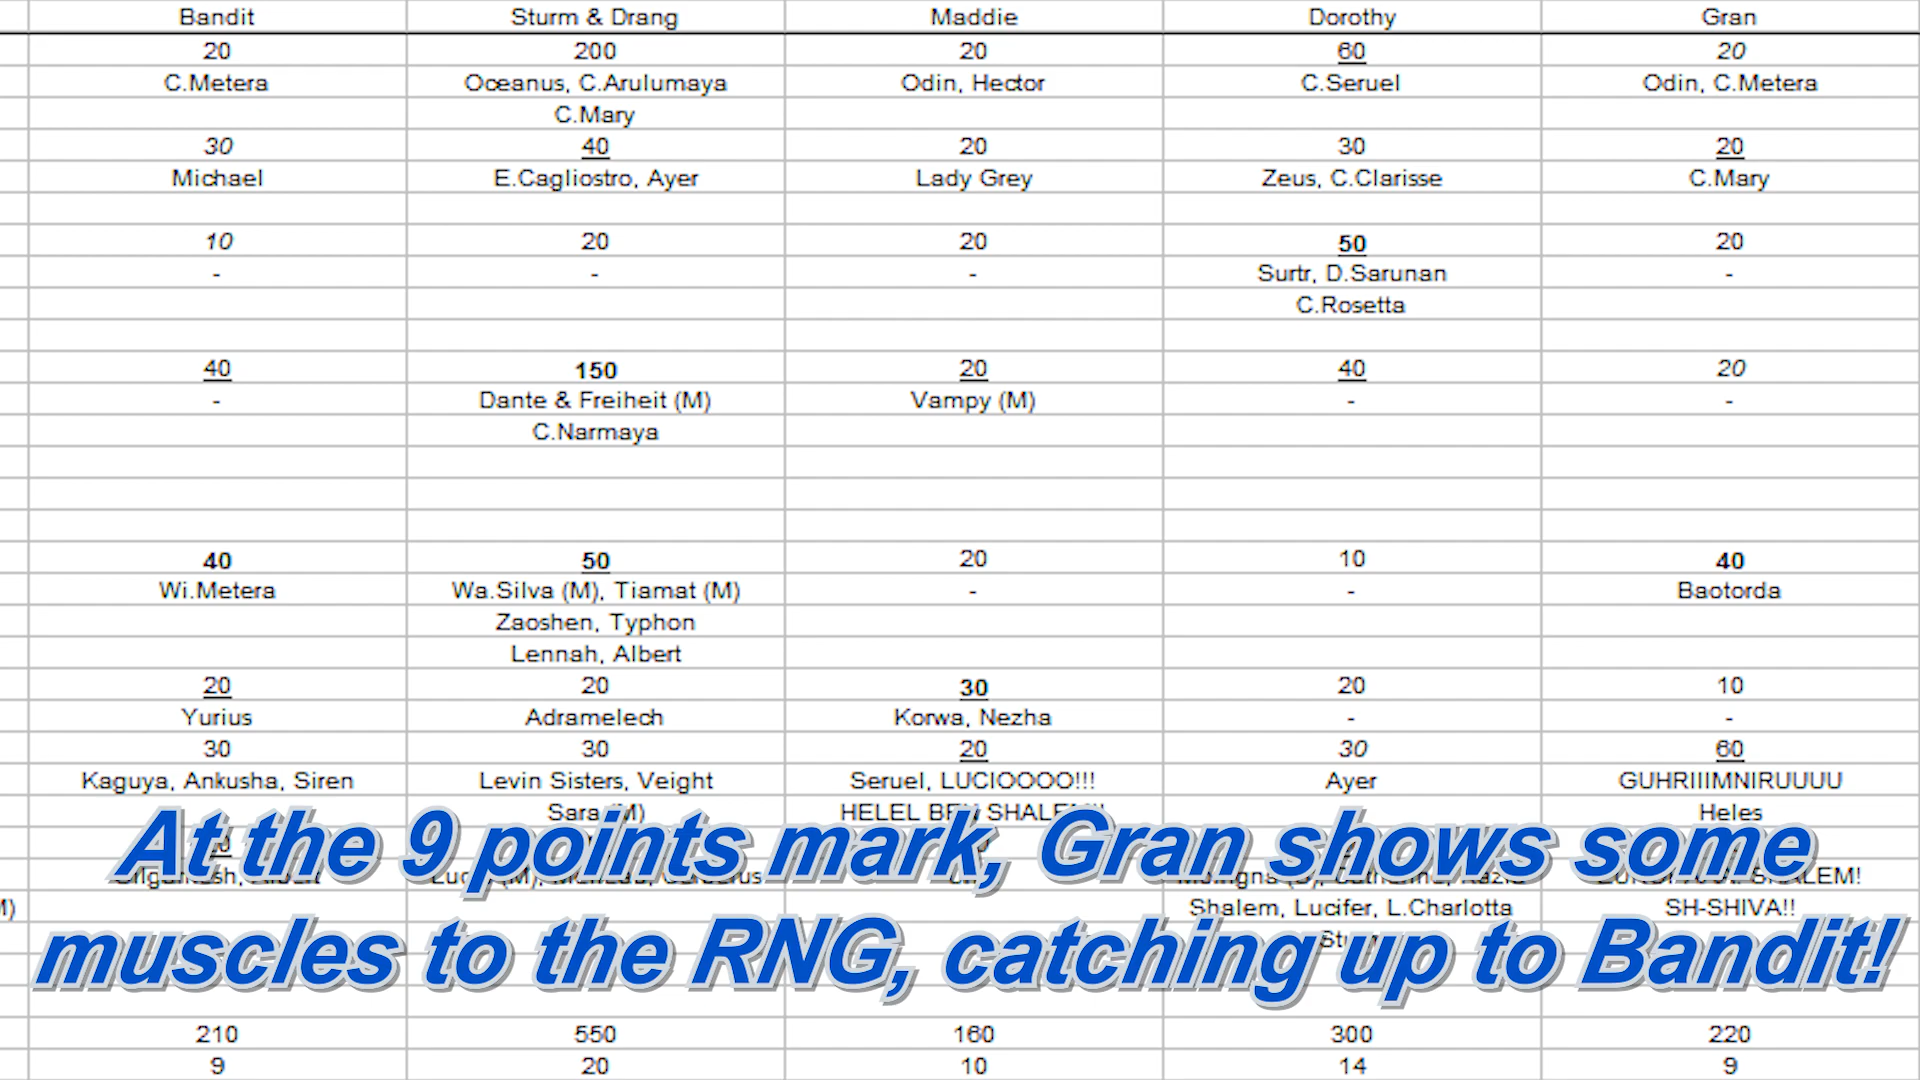 Bandit Sturm & Drang Maddie Dorothy Gran
20 200 20 60 20
C.Metera Oceanus, C.Arulumaya Odin, Hector C.Seruel Odin, C.Metera
C.Mary
30 40 20 30 20
Michael E.Cagliostro, Ayer Lady Grey Zeus, C.Clarisse C.Mary
10 20 20 50 20
- - - Surtr, D.Sarunan -
C.Rosetta
40 150 20 40 20
- Dante & Freiheit (M) Vampy (M) - -
C.Narmaya
40 50 20 10 40
Wi.Metera Wa.Silva (M), Tiamat (M) - - Baotorda
Zaoshen, Typhon
Lennah, Albert
20 20 30 20 10
Yurius Adramelech Korwa, Nezha - -
30 30 20 30 60
Kaguya, Ankusha, Siren Levin Sisters, Veight Seruel, LUCIOOOO!!! Ayer GUHRIIIMNIRUUUU
Sara (M) HELEL BEN Heles
At the 9 points mark, Gran shows some
Shalem, Lucifer, L.Charlotta SH-SHIVA!!
muscles to the RNG, catching up to Bandit!
210 550 160 300 220
9 20 10 14 9